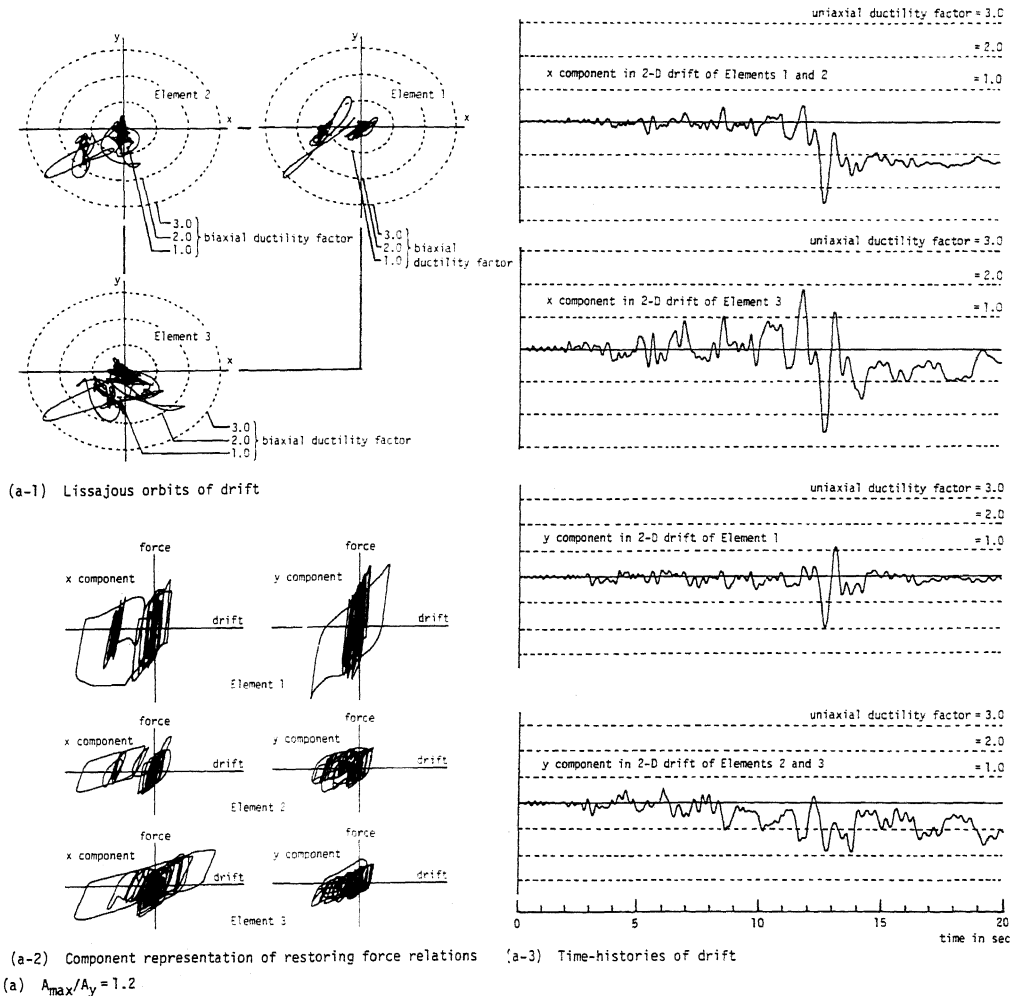 y
Element 2
x
3.0
2.0 biaxial ductility factor
1.0
y
Element 1
x
3.0
2.0 biaxial
1.0 ductility factor
y
Element 3
x
3.0
2.0 biaxial ductility factor
1.0
(a-1) Lissajous orbits of drift
force
x component
drift
force
y component
drift
Element 1
force
x component
drift
force
y component
drift
Element 2
force
x component
drift
force
y component
drift
Element 3
(a-2) Component representation of restoring force relations
uniaxial ductility factor = 3.0
= 2.0
x component in 2-D drift of Elements 1 and 2
= 1.0
uniaxial ductility factor = 3.0
= 2.0
x component in 2-D drift of Element 3
= 1.0
uniaxial ductility factor = 3.0
= 2.0
y component in 2-D drift of Element 1
= 1.0
uniaxial ductility factor = 3.0
= 2.0
y component in 2-D drift of Elements 2 and 3
= 1.0
0 5 10 15 20
time in sec
(a-3) Time-histories of drift
(a) Amax/Ay = 1.2